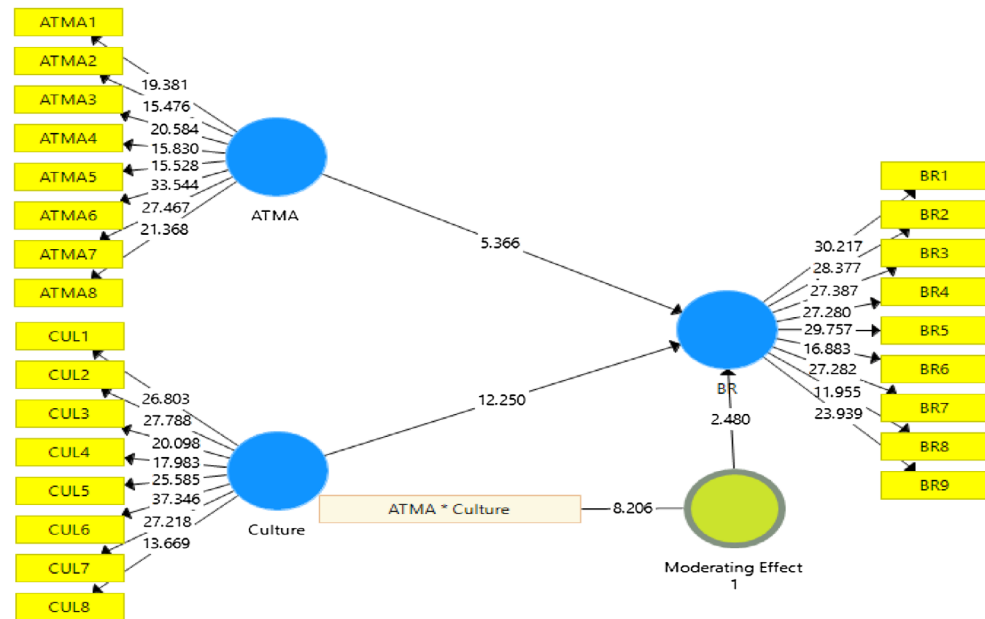 ATMA1
ATMA2
ATMA3
ATMA4
ATMA5
ATMA6
ATMA7
ATMA8
19.381
15.476
20.584
15.830
15.528
33.544
27.467
21.368
ATMA
5.366
CUL1
CUL2
CUL3
CUL4
CUL5
CUL6
CUL7
CUL8
26.803
27.788
20.098
17.983
25.585
37.346
27.218
13.669
Culture
12.250
ATMA * Culture
8.206
Moderating Effect
1
2.480
BR
30.217
28.377
27.387
27.280
29.757
16.883
27.282
11.955
23.939
BR1
BR2
BR3
BR4
BR5
BR6
BR7
BR8
BR9